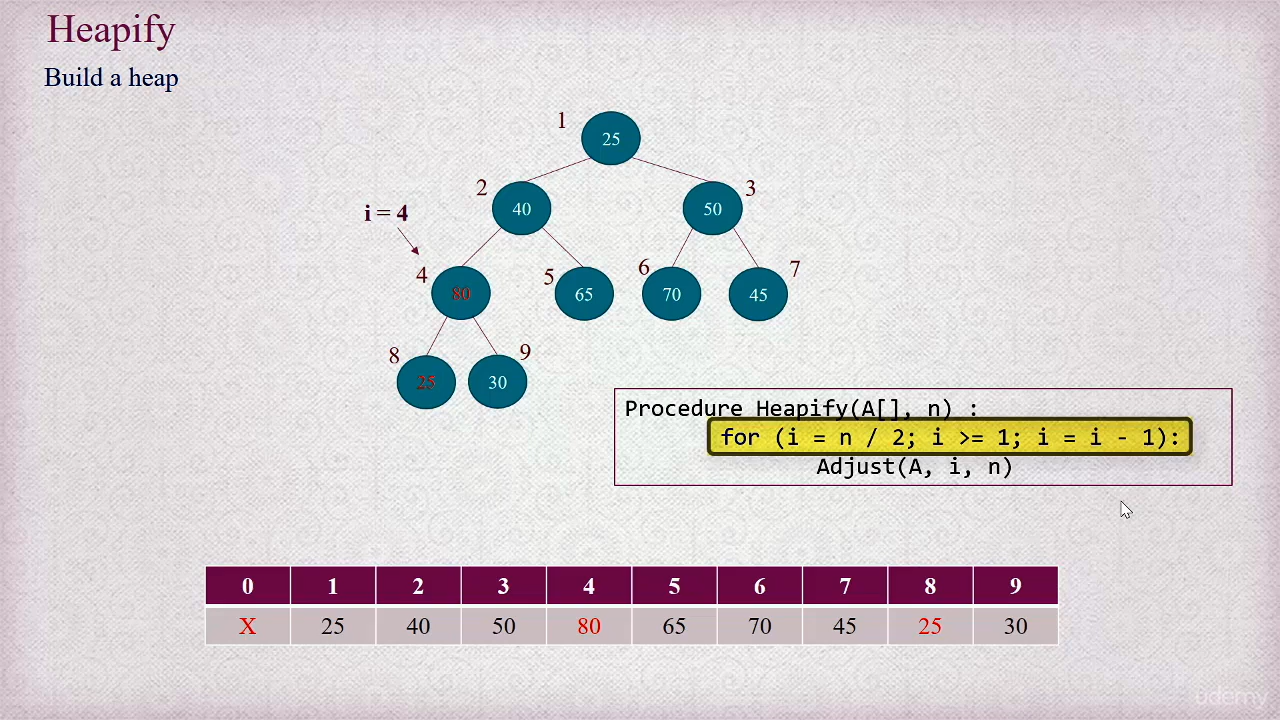 Heapify
Build a heap
1
25
2
40
50
3
i = 4
4
80
5
65
6
70
45
7
8
25
30
9
Procedure Heapify(A[], n) :
for (i = n / 2; i >= 1; i = i - 1):
Adjust(A, i, n)
0 1 2 3 4 5 6 7 8 9
X 25 40 50 80 65 70 45 25 30
udemy